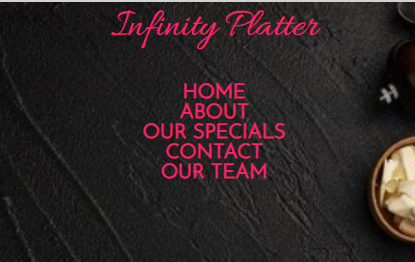 Infinity Platter
HOME
ABOUT
OUR SPECIALS
CONTACT
OUR TEAM